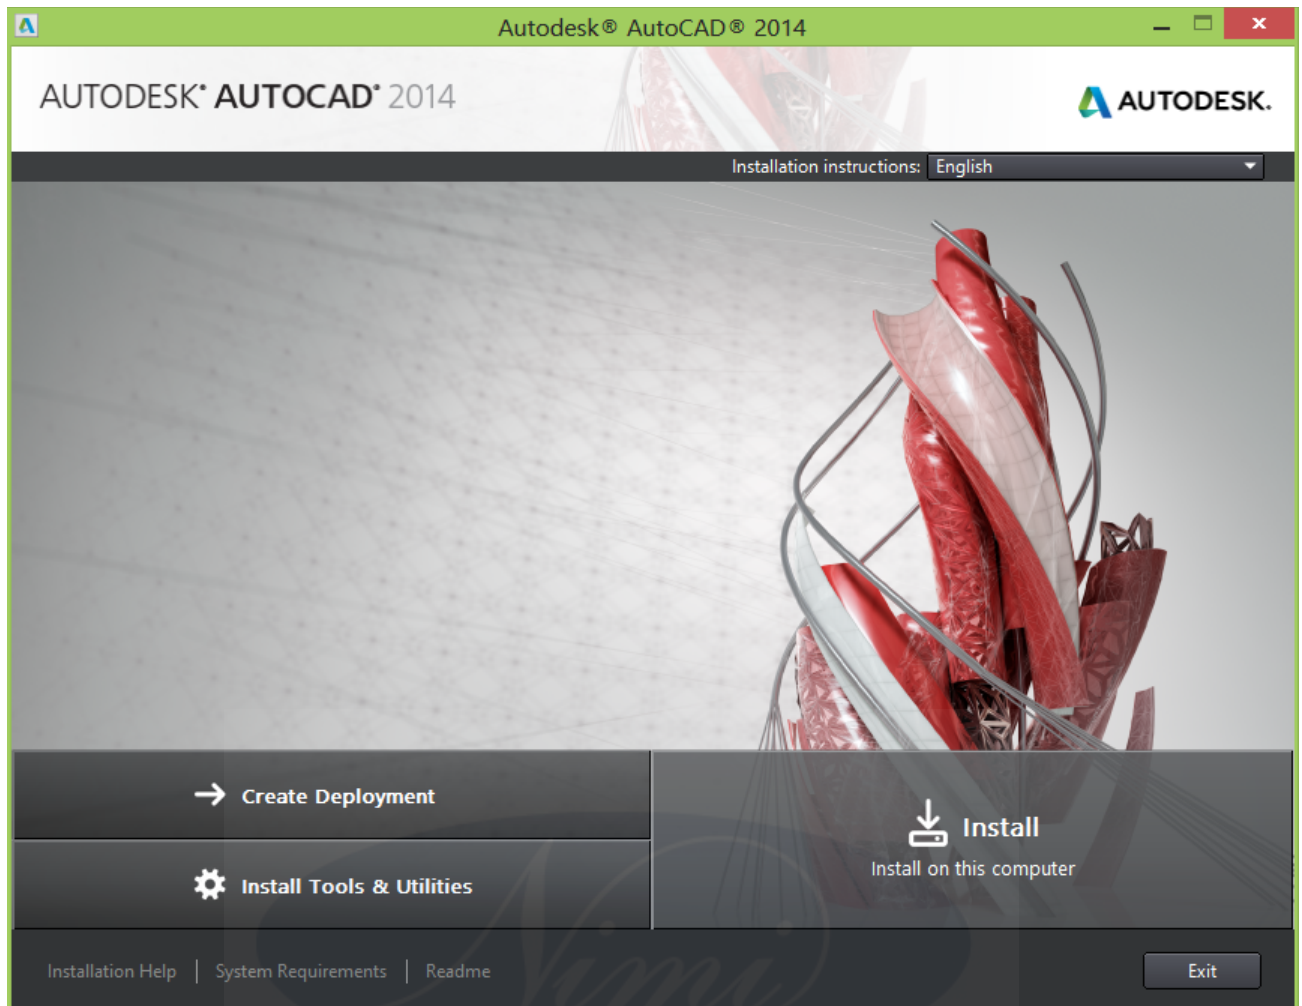 Autodesk® AutoCAD® 2014
AUTODESK® AUTOCAD® 2014
AUTODESK.
Installation instructions: English
Create Deployment
Install Tools & Utilities
Install
Install on this computer
Installation Help | System Requirements | Readme
Exit
Nimi